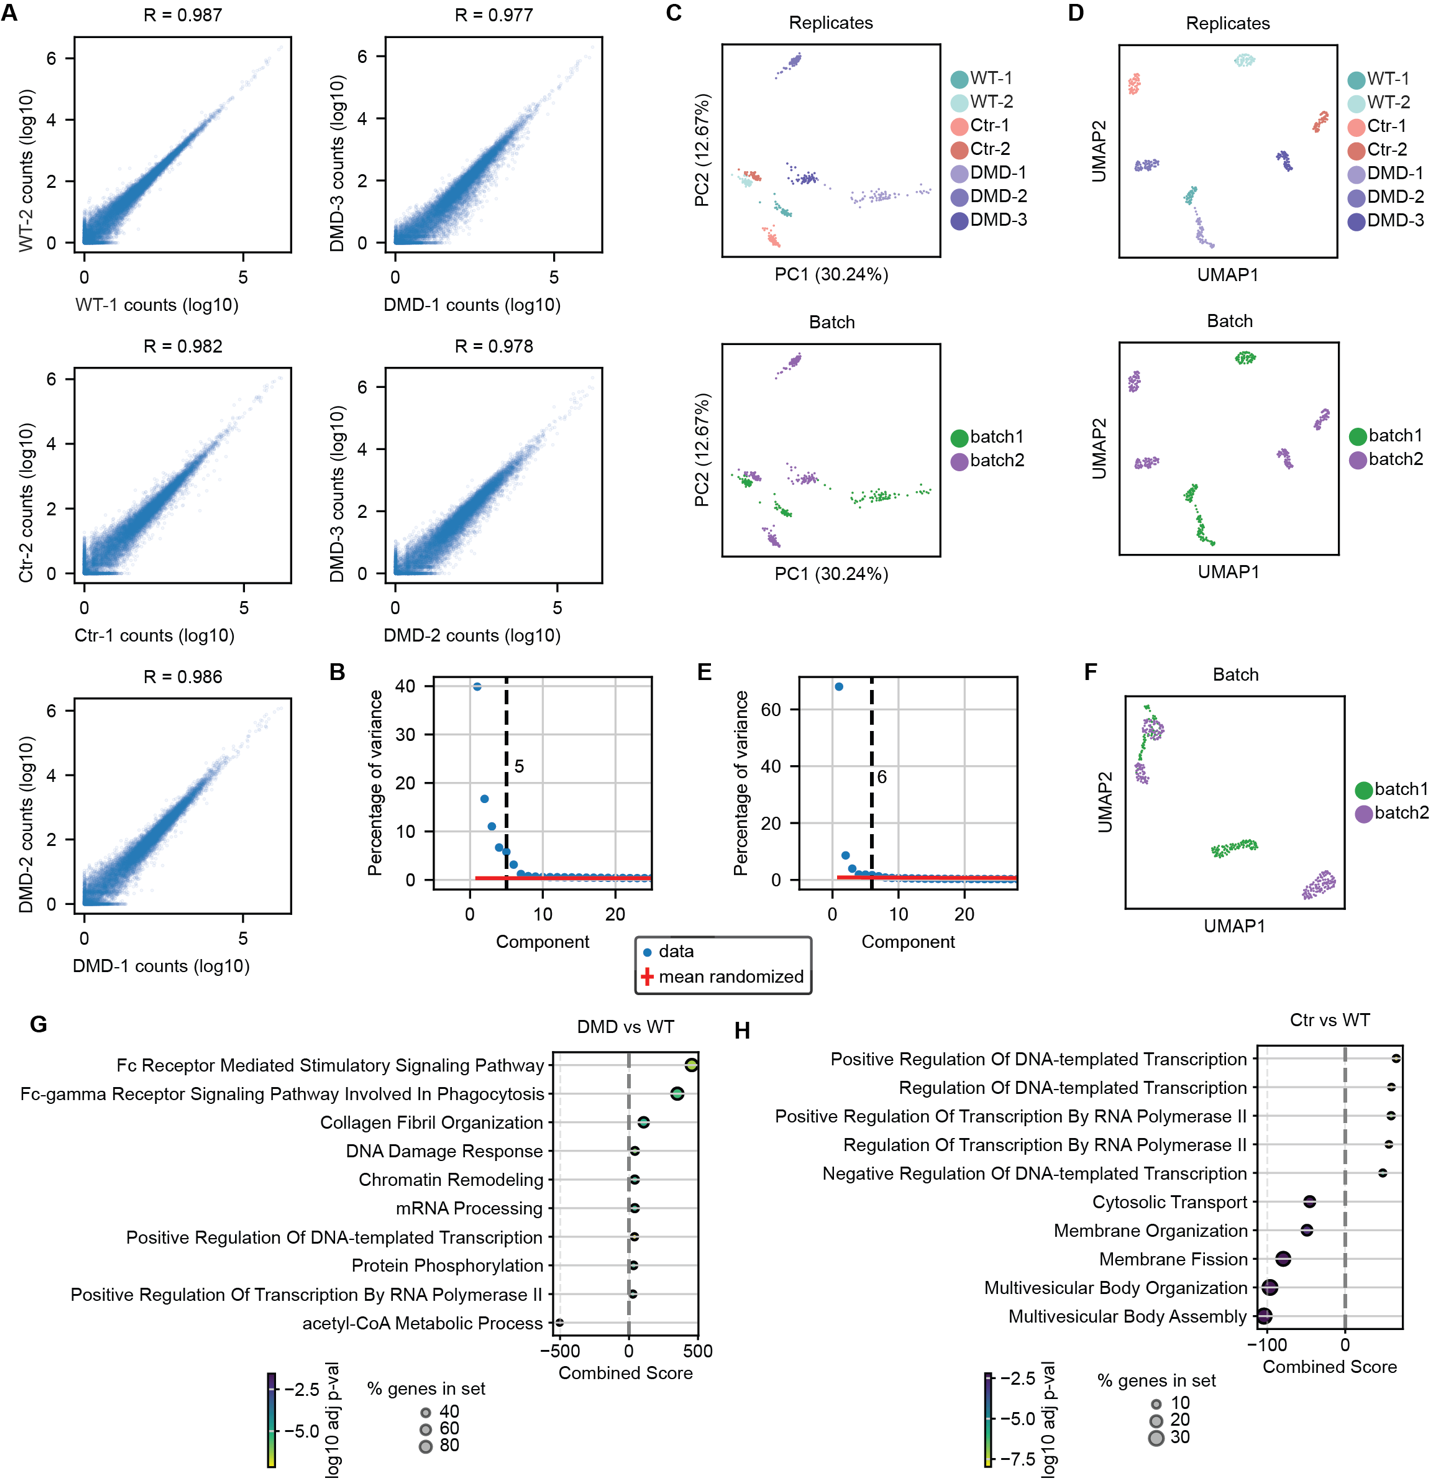 A
R = 0.987
WT-2 counts (log10)
6
4
2
0
0
5
WT-1 counts (log10)
R = 0.977
DMD-3 counts (log10)
6
4
2
0
0
5
DMD-1 counts (log10)
R = 0.982
Ctr-2 counts (log10)
6
4
2
0
0
5
Ctr-1 counts (log10)
R = 0.978
DMD-3 counts (log10)
6
4
2
0
0
5
DMD-2 counts (log10)
R = 0.986
DMD-2 counts (log10)
6
4
2
0
0
5
DMD-1 counts (log10)
B
Percentage of variance
40
30
20
10
0
5
0
10
20
Component
C
Replicates
PC2 (12.67%)
PC1 (30.24%)
WT-1
WT-2
Ctr-1
Ctr-2
DMD-1
DMD-2
DMD-3
Batch
PC2 (12.67%)
PC1 (30.24%)
batch1
batch2
D
Replicates
UMAP2
UMAP1
WT-1
WT-2
Ctr-1
Ctr-2
DMD-1
DMD-2
DMD-3
Batch
UMAP2
UMAP1
batch1
batch2
E
Percentage of variance
60
40
20
0
6
0
10
20
Component
data
mean randomized
F
Batch
UMAP2
UMAP1
batch1
batch2
G
DMD vs WT
Fc Receptor Mediated Stimulatory Signaling Pathway
Fc-gamma Receptor Signaling Pathway Involved In Phagocytosis
Collagen Fibril Organization
DNA Damage Response
Chromatin Remodeling
mRNA Processing
Positive Regulation Of DNA-templated Transcription
Protein Phosphorylation
Positive Regulation Of Transcription By RNA Polymerase II
acetyl-CoA Metabolic Process
−500
0
500
Combined Score
−2.5
−5.0
log10 adj p-val
% genes in set
40
60
80
H
Ctr vs WT
Positive Regulation Of DNA-templated Transcription
Regulation Of DNA-templated Transcription
Positive Regulation Of Transcription By RNA Polymerase II
Regulation Of Transcription By RNA Polymerase II
Negative Regulation Of DNA-templated Transcription
Cytosolic Transport
Membrane Organization
Membrane Fission
Multivesicular Body Organization
Multivesicular Body Assembly
−100
0
Combined Score
−2.5
−5.0
−7.5
log10 adj p-val
% genes in set
10
20
30